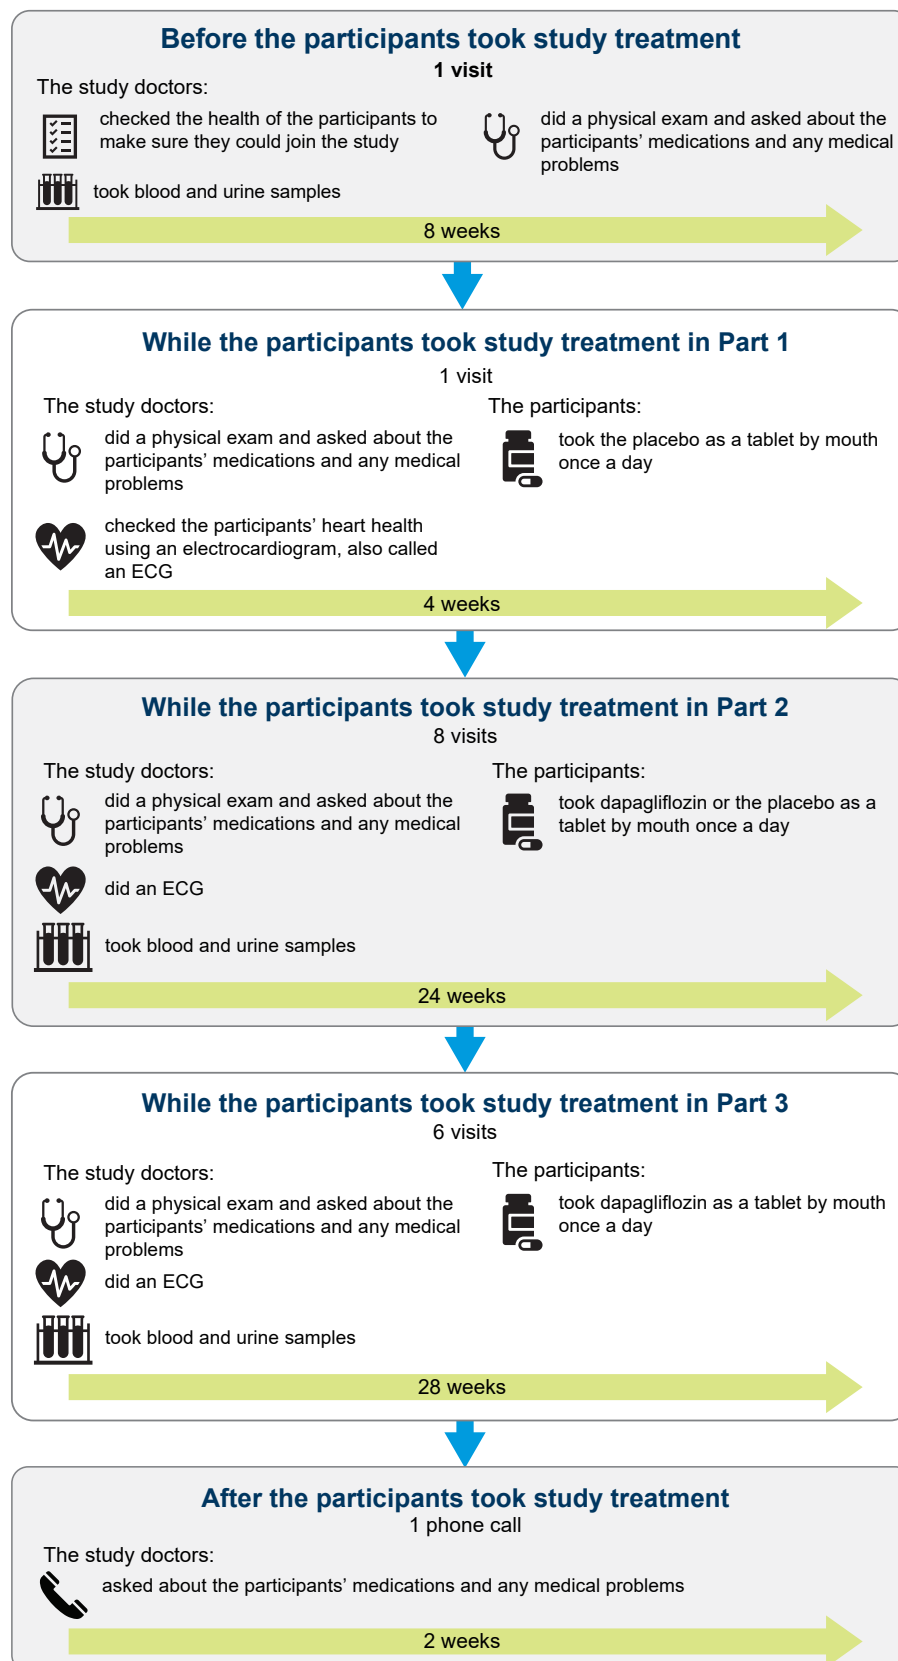 Before the participants took study treatment
1 visit
The study doctors:
checked the health of the participants to
make sure they could join the study
did a physical exam and asked about the
participants’ medications and any medical
problems
took blood and urine samples
8 weeks
While the participants took study treatment in Part 1
1 visit
The study doctors:
did a physical exam and asked about the
participants’ medications and any medical
problems
checked the participants’ heart health
using an electrocardiogram, also called
an ECG
The participants:
took the placebo as a tablet by mouth
once a day
4 weeks
While the participants took study treatment in Part 2
8 visits
The study doctors:
did a physical exam and asked about the
participants’ medications and any medical
problems
did an ECG
took blood and urine samples
The participants:
took dapagliflozin or the placebo as a
tablet by mouth once a day
24 weeks
While the participants took study treatment in Part 3
6 visits
The study doctors:
did a physical exam and asked about the
participants’ medications and any medical
problems
did an ECG
took blood and urine samples
The participants:
took dapagliflozin as a tablet by mouth
once a day
28 weeks
After the participants took study treatment
1 phone call
The study doctors:
asked about the participants’ medications and any medical problems
2 weeks